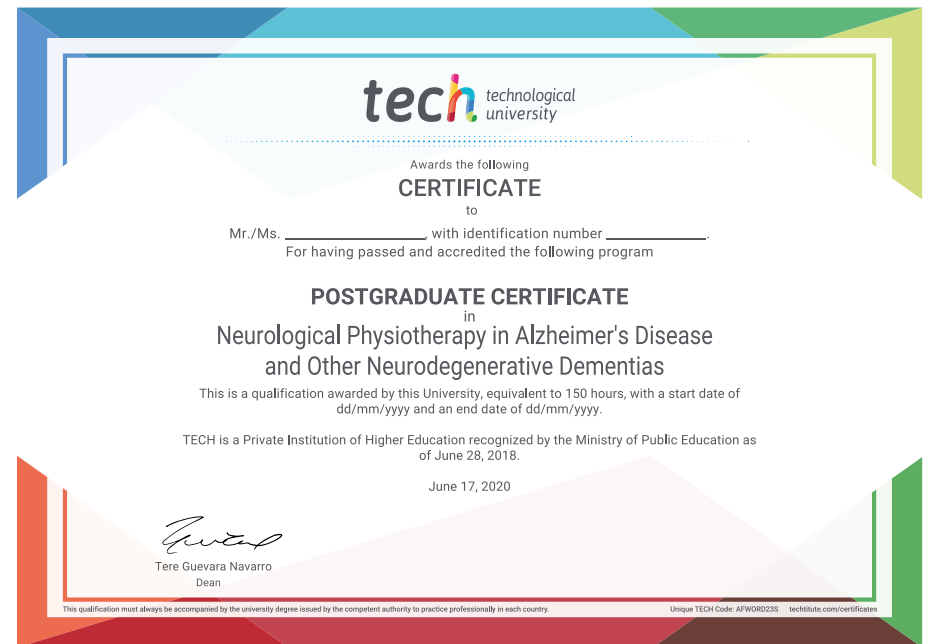 tech technological
university
Awards the following
CERTIFICATE
to
Mr./Ms. ____________________, with identification number ______________.
For having passed and accredited the following program
POSTGRADUATE CERTIFICATE
in
Neurological Physiotherapy in Alzheimer's Disease
and Other Neurodegenerative Dementias
This is a qualification awarded by this University, equivalent to 150 hours, with a start date of
dd/mm/yyyy and an end date of dd/mm/yyyy.
TECH is a Private Institution of Higher Education recognized by the Ministry of Public Education as
of June 28, 2018.
June 17, 2020
Tere Guevara Navarro
Dean
This qualification must always be accompanied by the university degree issued by the competent authority to practice professionally in each country. Unique TECH Code: AFWORD23S techtitute.com/certificates